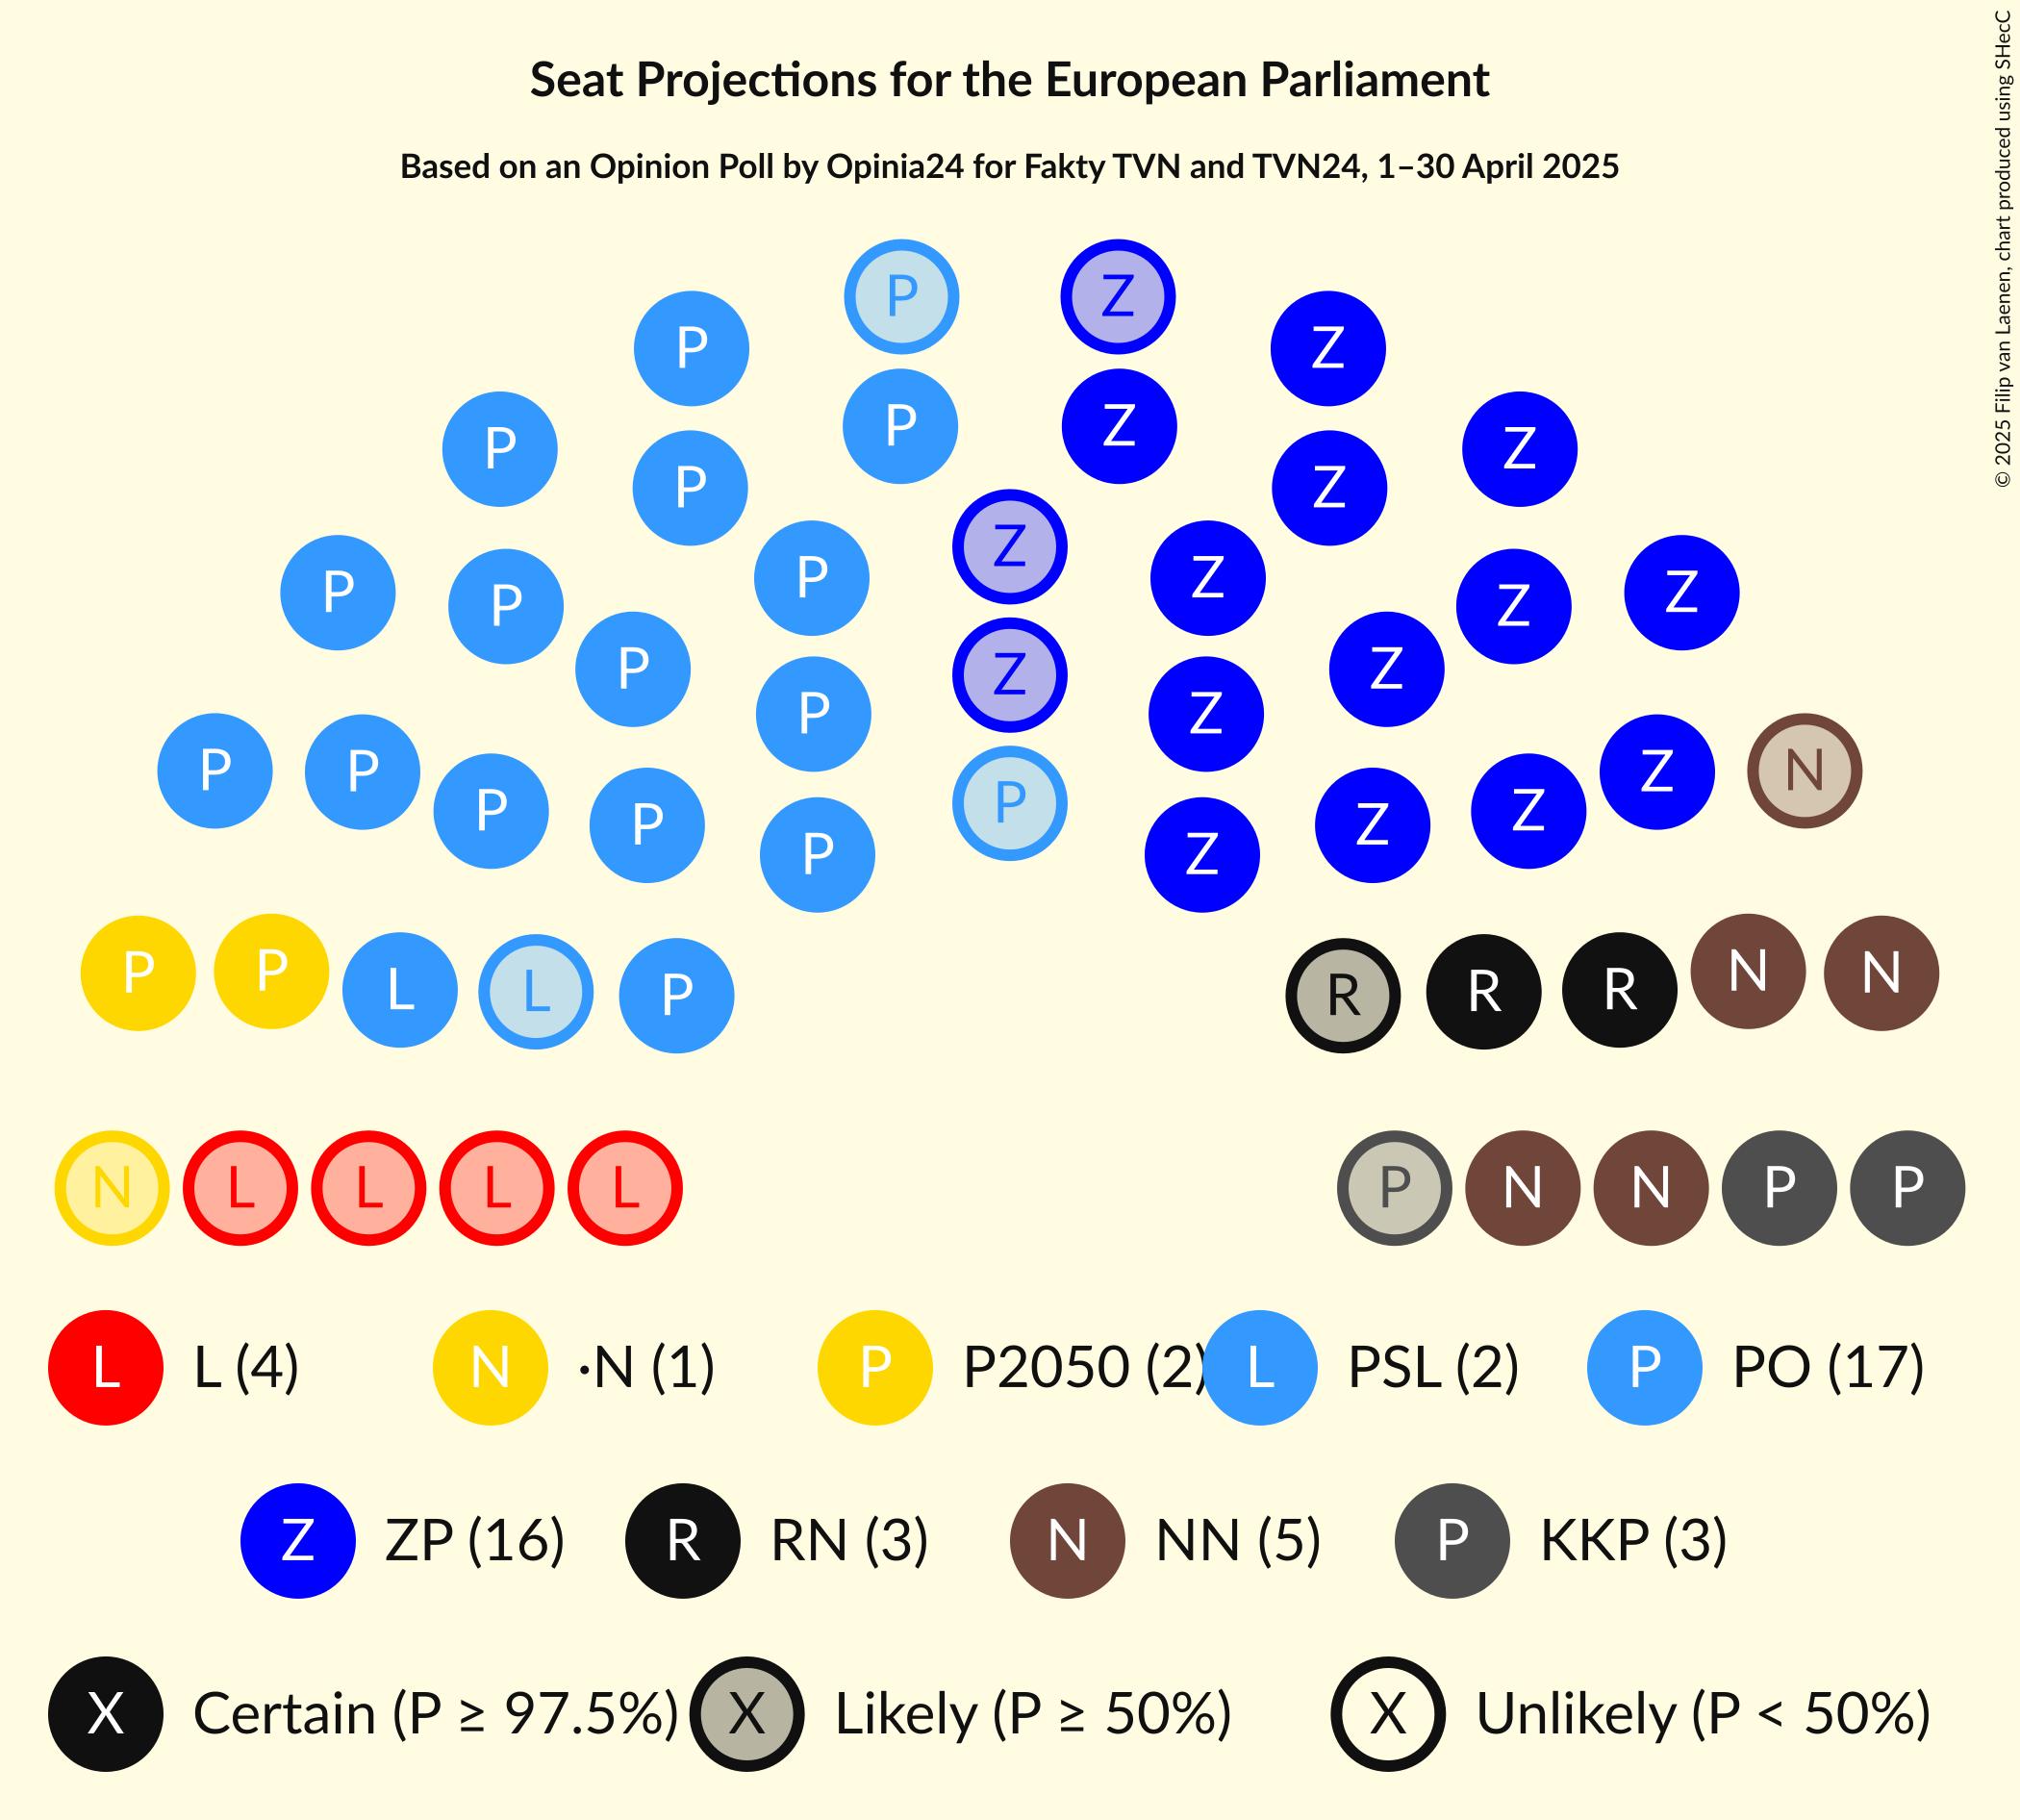 Seat Projections for the European Parliament
Based on an Opinion Poll by Opinia24 for Fakty TVN and TVN24, 1–30 April 2025
© 2025 Filip van Laenen, chart produced using SHecC
P Z
P Z
P Z
P Z
P Z
Z
P Z
P Z
P P Z Z
P Z
Z
P Z
P P Z N
P
P Z
P Z
P Z
P P L L P R R R N N
N L L L L P N N P P
L L (4) N ·N (1) P P2050 (2) L PSL (2) P PO (17)
Z ZP (16) R RN (3) N NN (5) P KKP (3)
X Certain (P ≥ 97.5%) X Likely (P ≥ 50%) X Unlikely (P < 50%)